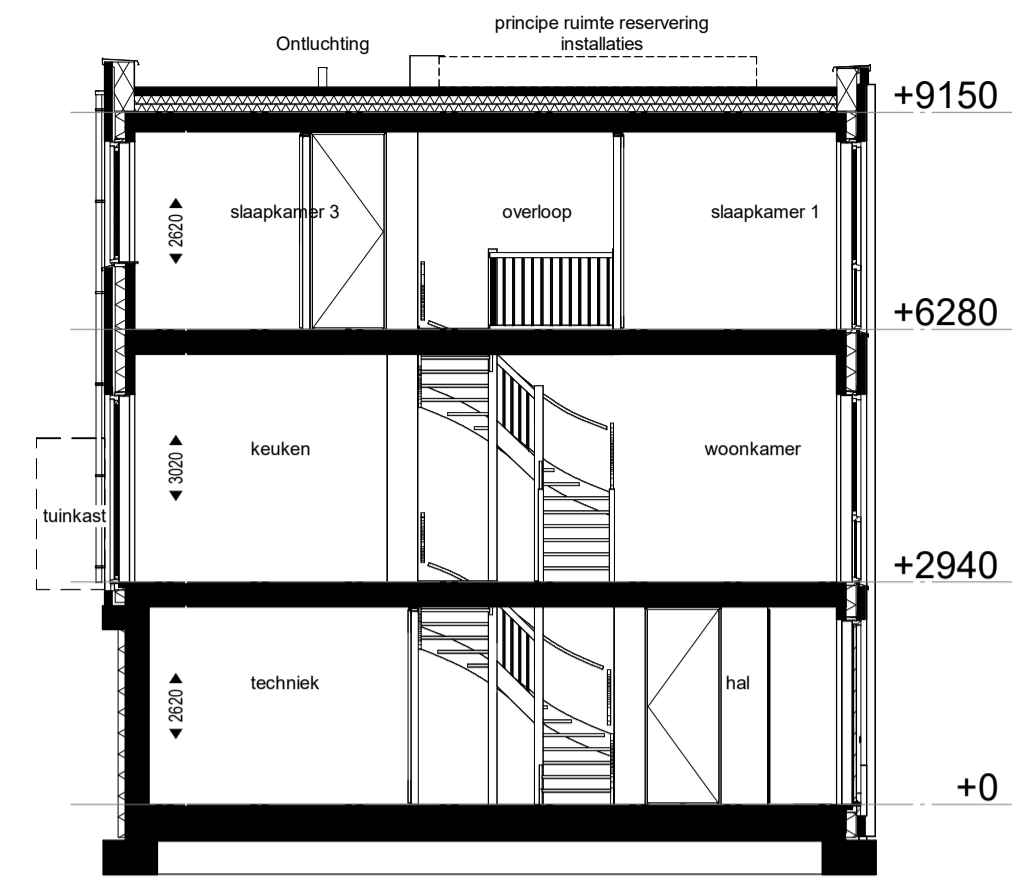 principe ruimte reservering
installaties
Ontluchting
+9150
slaapkamer 3
overloop
slaapkamer 1
2620
+6280
keuken
woonkamer
3020
tuinkast
+2940
techniek
hal
2620
+0